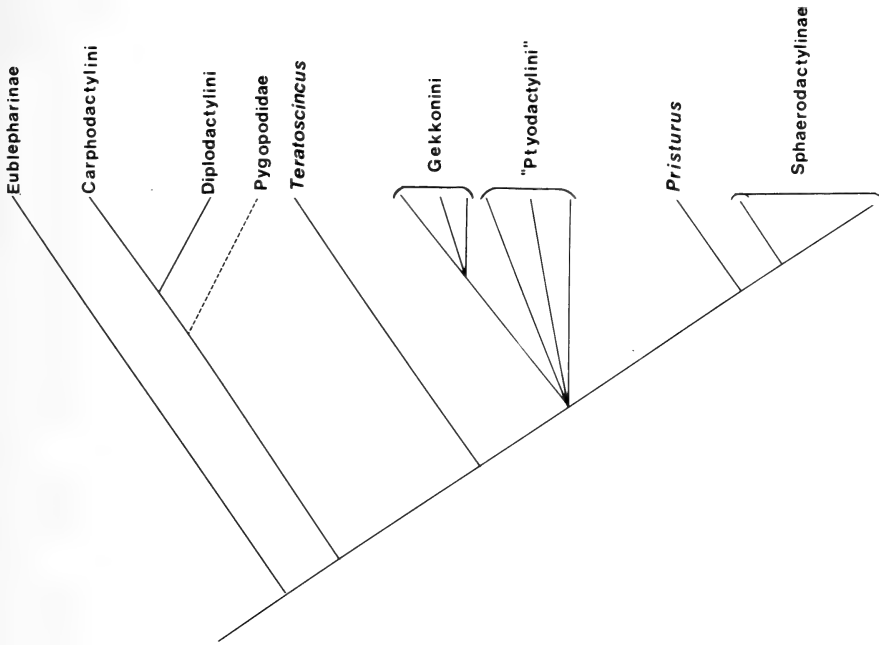 Eublepharinae
Carphodactylini
Diplodactylini
Pygopodidae
Teratoscincus
Gekkonini
"Ptyodactylini"
Pristurus
Sphaerodactylinae